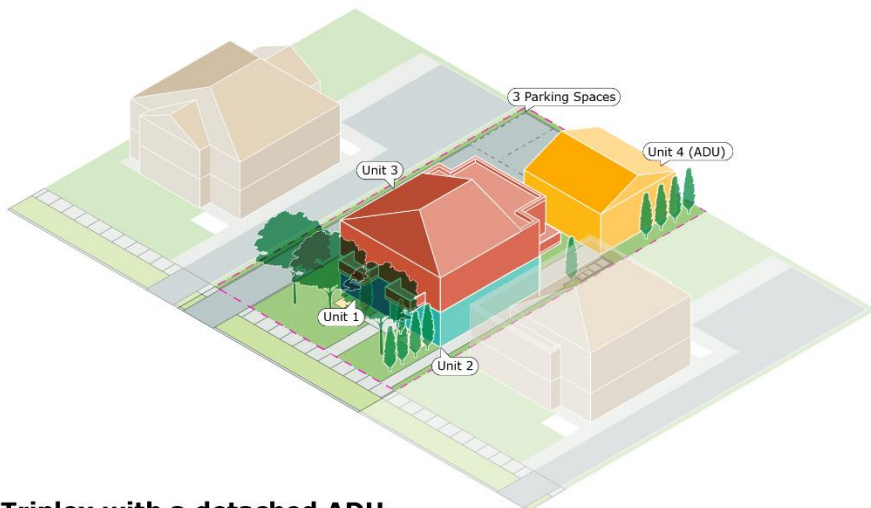 3 Parking Spaces
Unit 4 (ADU)
Unit 3
Unit 1
Unit 2
Triplex with a detached ADU